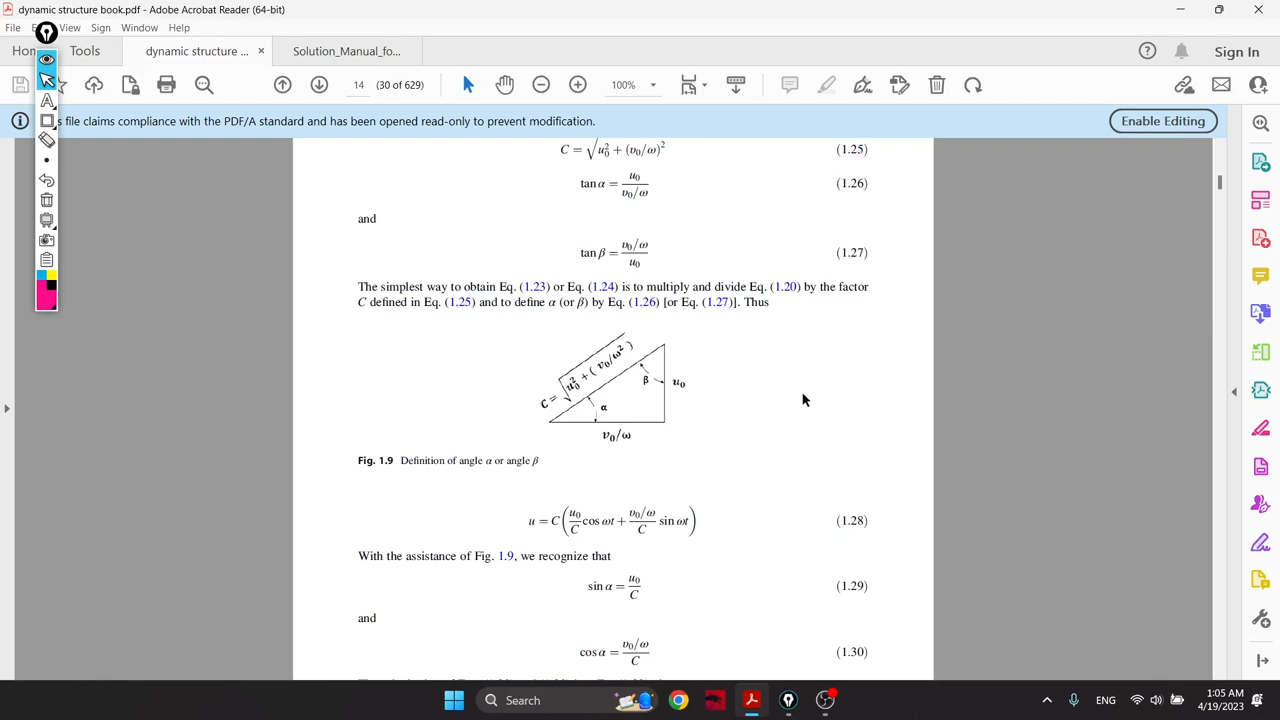 dynamic structure book.pdf - Adobe Acrobat Reader (64-bit)
File View Sign Window Help
Tools dynamic structure ... × Solution_Manual_fo... Sign In
14 (30 of 629) 100%
file claims compliance with the PDF/A standard and has been opened read-only to prevent modification. Enable Editing
C = √u₀² + (v₀/ω)² (1.25)
tan α = u₀ / (v₀/ω) (1.26)
and
tan β = (v₀/ω) / u₀ (1.27)
The simplest way to obtain Eq. (1.23) or Eq. (1.24) is to multiply and divide Eq. (1.20) by the factor
C defined in Eq. (1.25) and to define α (or β) by Eq. (1.26) [or Eq. (1.27)]. Thus
C = √u₀² + (v₀/ω²)
β u₀
α
v₀/ω
Fig. 1.9 Definition of angle α or angle β
u = C(u₀/C cos ωt + (v₀/ω)/C sin ωt) (1.28)
With the assistance of Fig. 1.9, we recognize that
sin α = u₀/C (1.29)
and
cos α = (v₀/ω)/C (1.30)
Search ENG 1:05 AM
4/19/2023